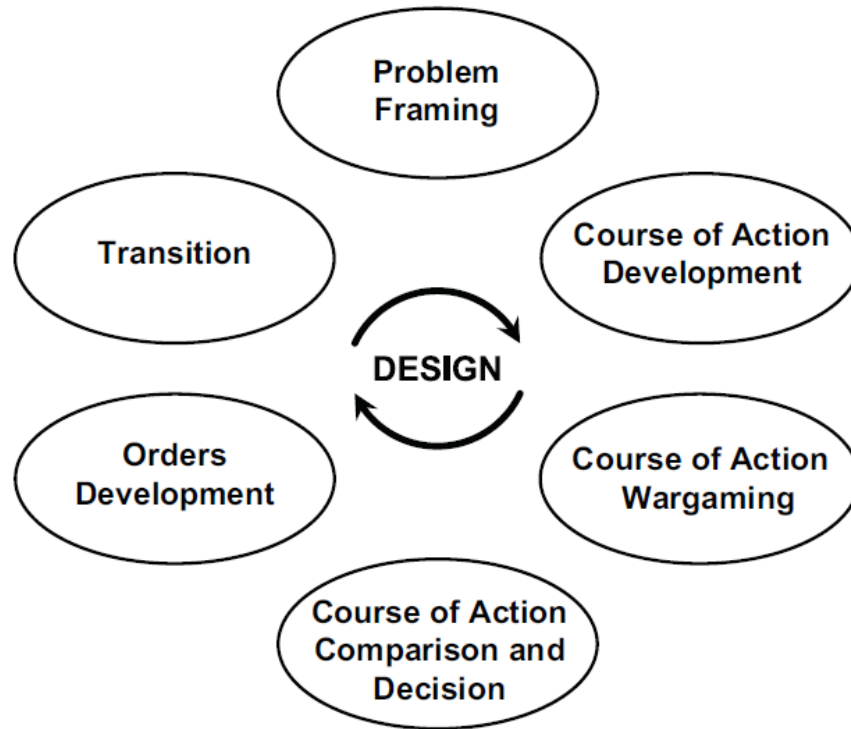 Problem
Framing
Course of Action
Development
Course of Action
Wargaming
Course of Action
Comparison and
Decision
Orders
Development
Transition
DESIGN